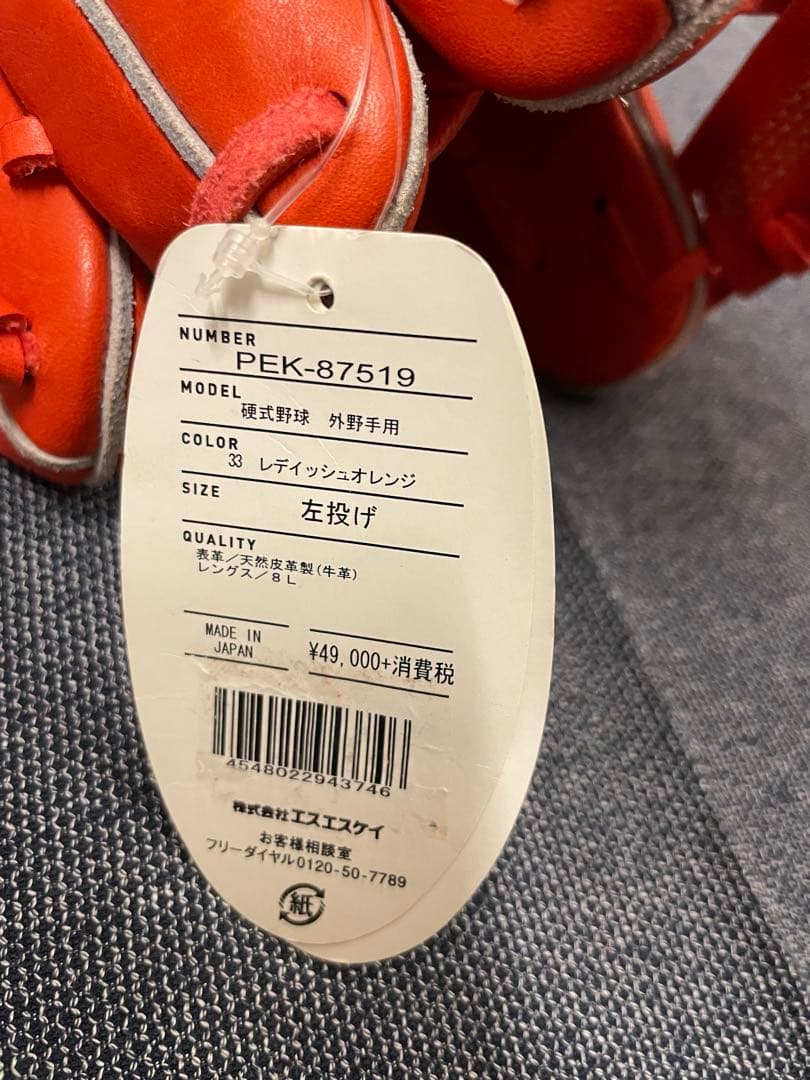 NUMBER
PEK-87519
MODEL
硬式野球 外野手用
COLOR
33 レディッシュオレンジ
SIZE
左投げ
QUALITY
表革/天然皮革製(牛革)
レングス/8L
MADE IN
JAPAN
¥49,000+消費税
4548022943746
株式会社エスエスケイ
お客様相談室
フリーダイヤル0120-50-7789
紙